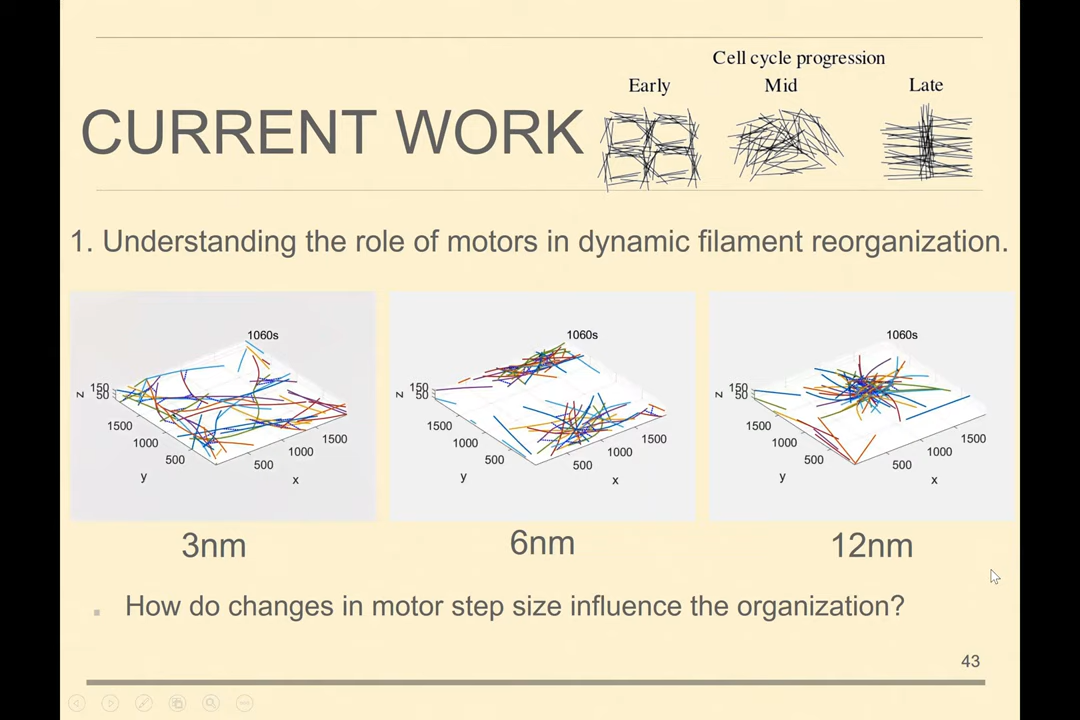 Cell cycle progression
Early Mid Late
CURRENT WORK
1. Understanding the role of motors in dynamic filament reorganization.
1060s 1060s 1060s
z 150 50 z 150 50 z 150 50
1500 1000 500 y 500 1000 1500 x
1500 1000 500 y 500 1000 1500 x
1500 1000 500 y 500 1000 1500 x
3nm 6nm 12nm
How do changes in motor step size influence the organization?
43